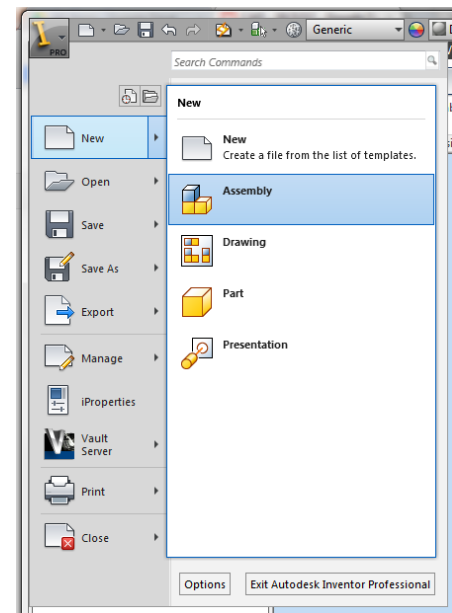 Generic
PRO
Search Commands
New
New
New
Create a file from the list of templates.
Open
Assembly
Save
Drawing
Save As
Part
Export
Presentation
Manage
iProperties
Vault
Server
Print
Close
Options
Exit Autodesk Inventor Professional